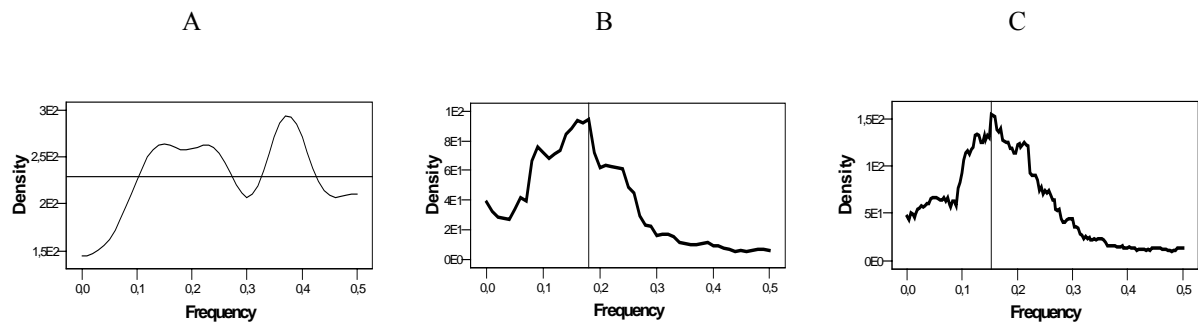 A B C
Density
3E2
2,5E2
2E2
1,5E2
0,0 0,1 0,2 0,3 0,4 0,5
Frequency
Density
1E2
8E1
6E1
4E1
2E1
0E0
0,0 0,1 0,2 0,3 0,4 0,5
Frequency
Density
1,5E2
1E2
5E1
0E0
0,0 0,1 0,2 0,3 0,4 0,5
Frequency